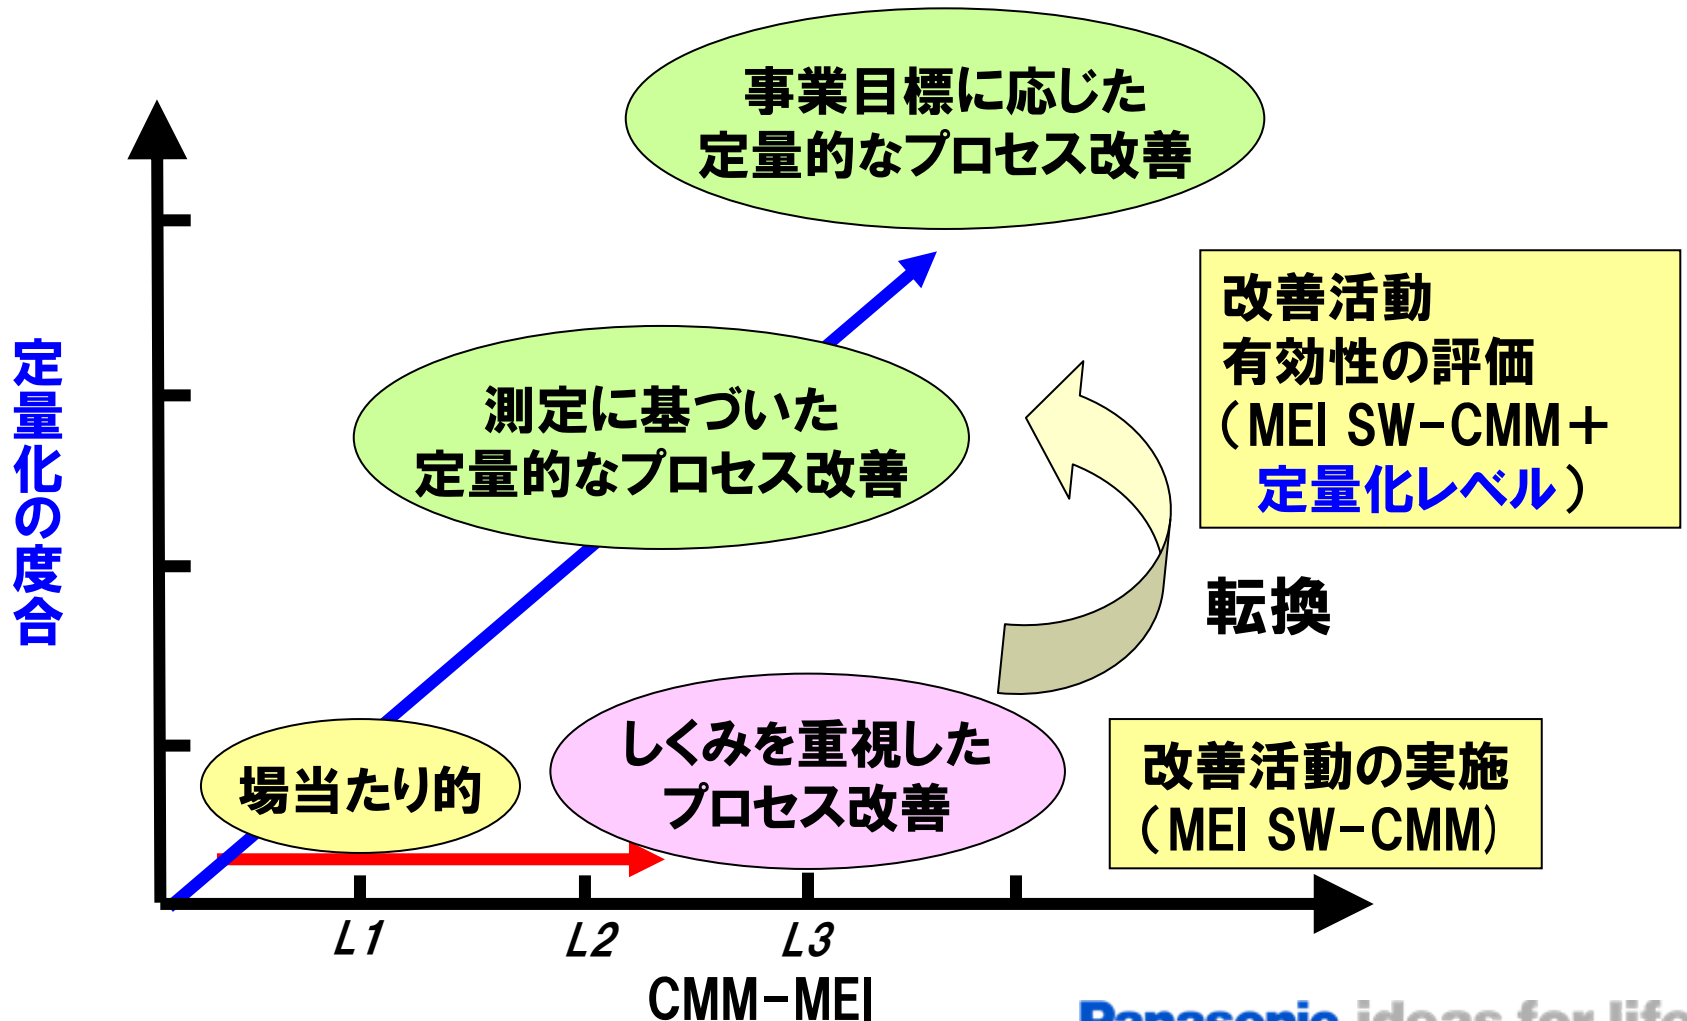 事業目標に応じた
定量的なプロセス改善
定量化の度合
改善活動
有効性の評価
（MEI SW-CMM＋
定量化レベル）
測定に基づいた
定量的なプロセス改善
転換
しくみを重視した
プロセス改善
場当たり的
改善活動の実施
（MEI SW-CMM）
L1
L2
L3
CMM-MEI
Panasonic ideas for life